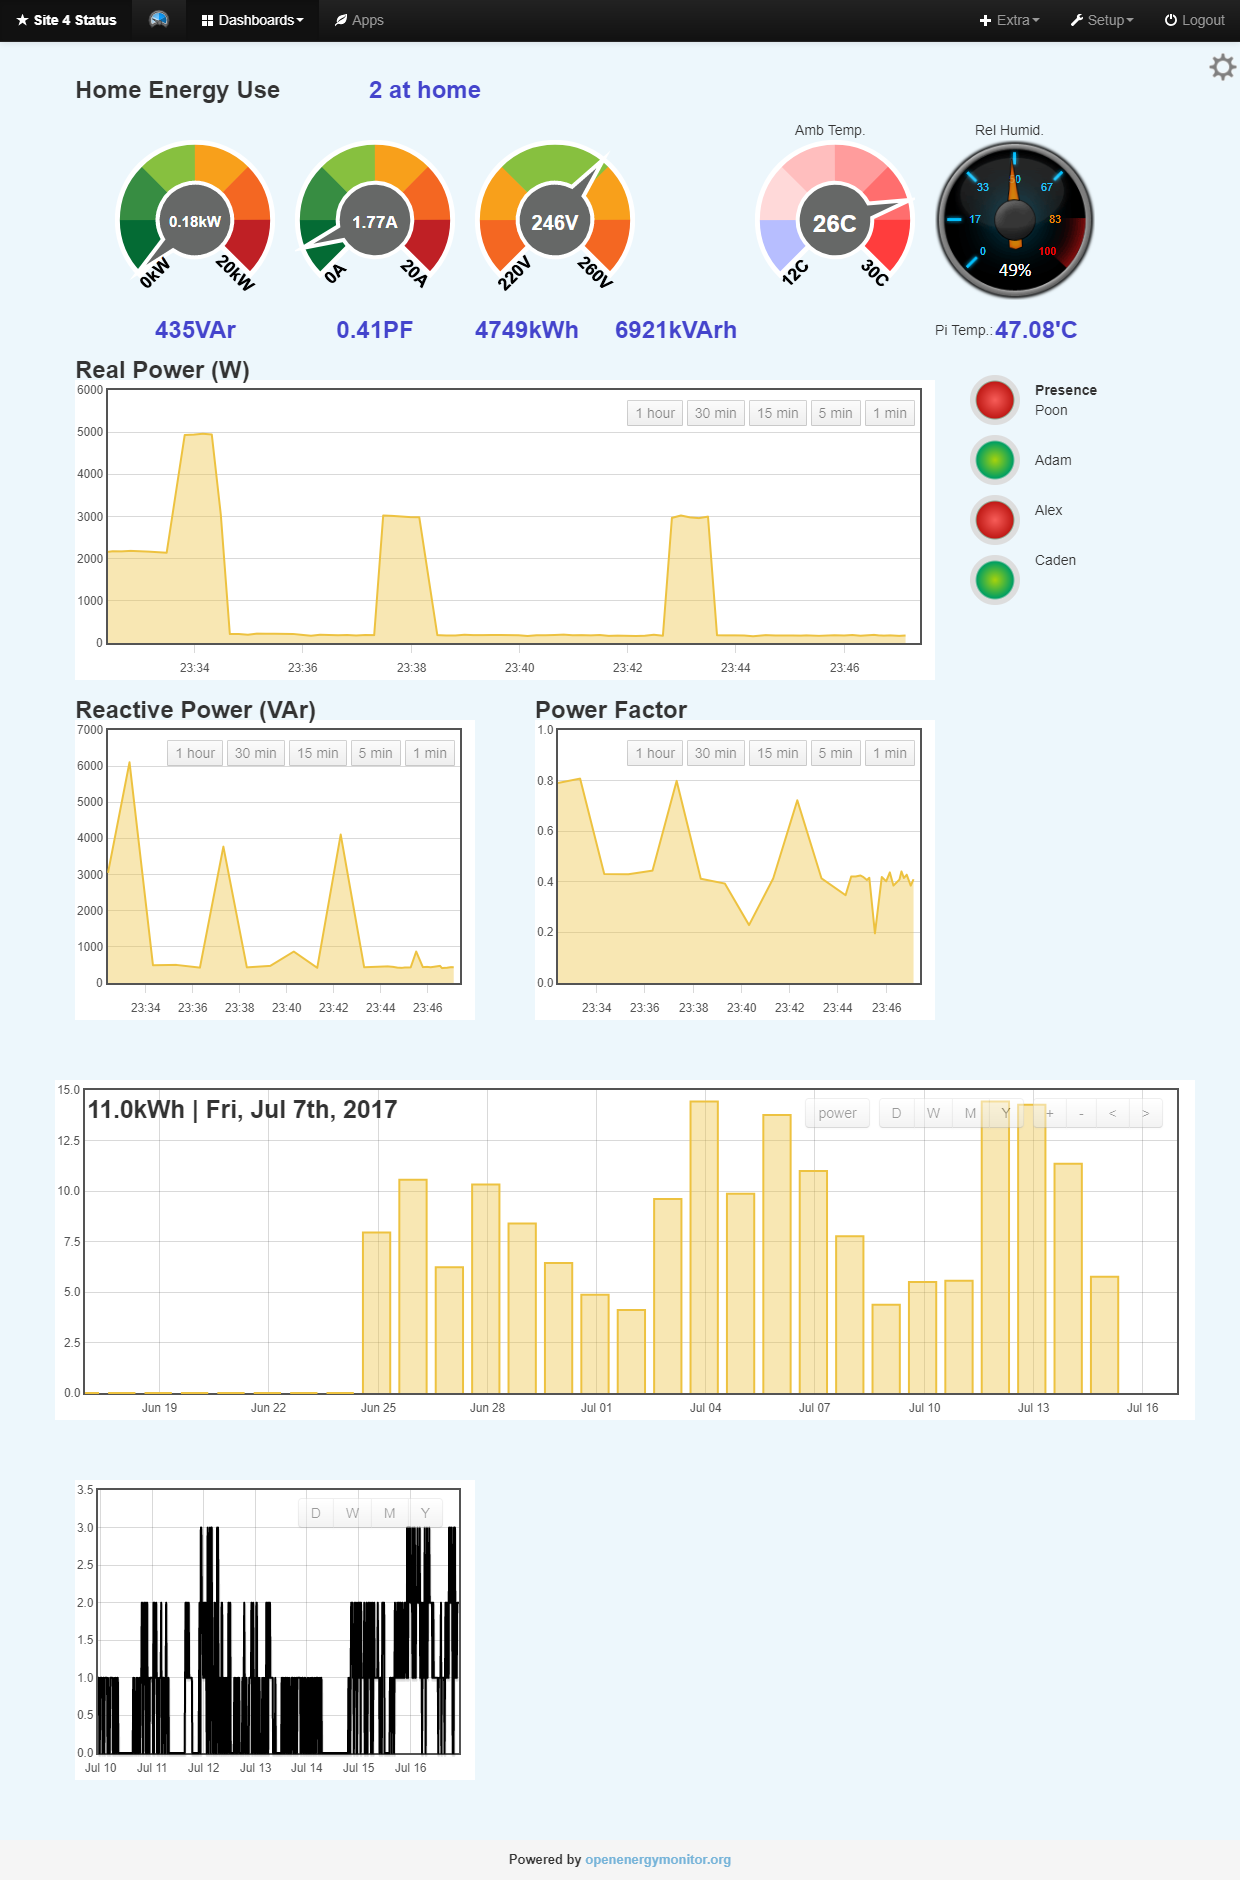 ★ Site 4 Status Dashboards Apps Extra Setup Logout
Home Energy Use 2 at home
Amb Temp. Rel Humid.
0.18kW 0kW 20kW
1.77A 0A 20A
246V 220V 260V
26C 12C 30C
0 17 33 50 67 83 100
49%
435VAr 0.41PF 4749kWh 6921kVArh Pi Temp.: 47.08'C
Real Power (W)
1 hour 30 min 15 min 5 min 1 min
6000
5000
4000
3000
2000
1000
0
23:34 23:36 23:38 23:40 23:42 23:44 23:46
Presence
Poon
Adam
Alex
Caden
Reactive Power (VAr)
1 hour 30 min 15 min 5 min 1 min
7000
6000
5000
4000
3000
2000
1000
0
23:34 23:36 23:38 23:40 23:42 23:44 23:46
Power Factor
1 hour 30 min 15 min 5 min 1 min
1.0
0.8
0.6
0.4
0.2
0.0
23:34 23:36 23:38 23:40 23:42 23:44 23:46
11.0kWh | Fri, Jul 7th, 2017
power D W M Y + - < >
15.0
12.5
10.0
7.5
5.0
2.5
0.0
Jun 19 Jun 22 Jun 25 Jun 28 Jul 01 Jul 04 Jul 07 Jul 10 Jul 13 Jul 16
D W M Y
3.5
3.0
2.5
2.0
1.5
1.0
0.5
0.0
Jul 10 Jul 11 Jul 12 Jul 13 Jul 14 Jul 15 Jul 16
Powered by openenergymonitor.org